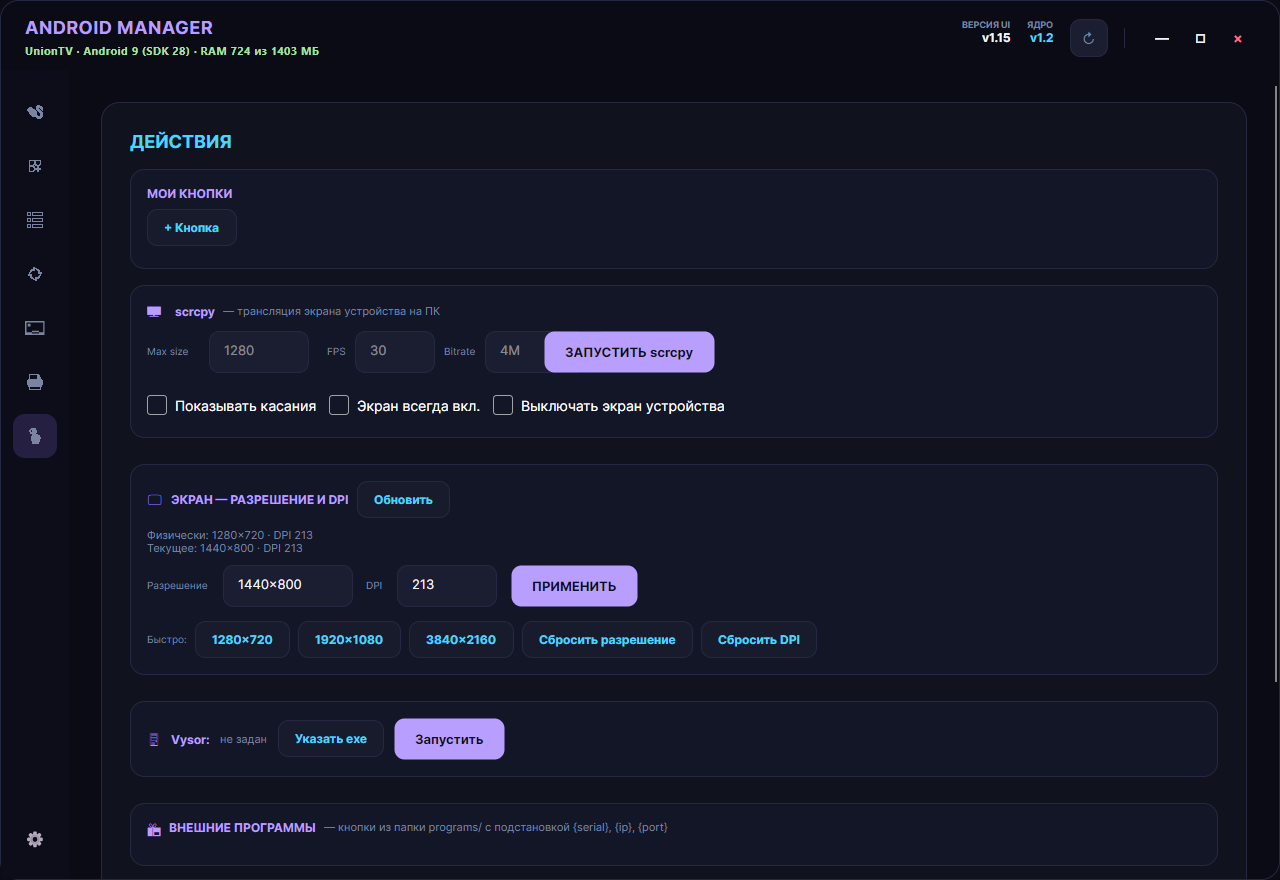 ANDROID MANAGER
UnionTV · Android 9 (SDK 28) · RAM 724 из 1403 МБ
ВЕРСИЯ UI ЯДРО
v1.15 v1.2
ДЕЙСТВИЯ
МОИ КНОПКИ
+ Кнопка
scrcpy — трансляция экрана устройства на ПК
Max size 1280 FPS 30 Bitrate 4M ЗАПУСТИТЬ scrcpy
Показывать касания Экран всегда вкл. Выключать экран устройства
ЭКРАН — РАЗРЕШЕНИЕ И DPI Обновить
Физически: 1280×720 · DPI 213
Текущее: 1440×800 · DPI 213
Разрешение 1440×800 DPI 213 ПРИМЕНИТЬ
Быстро: 1280×720 1920×1080 3840×2160 Сбросить разрешение Сбросить DPI
Vysor: не задан Указать exe Запустить
ВНЕШНИЕ ПРОГРАММЫ — кнопки из папки programs/ с подстановкой {serial}, {ip}, {port}